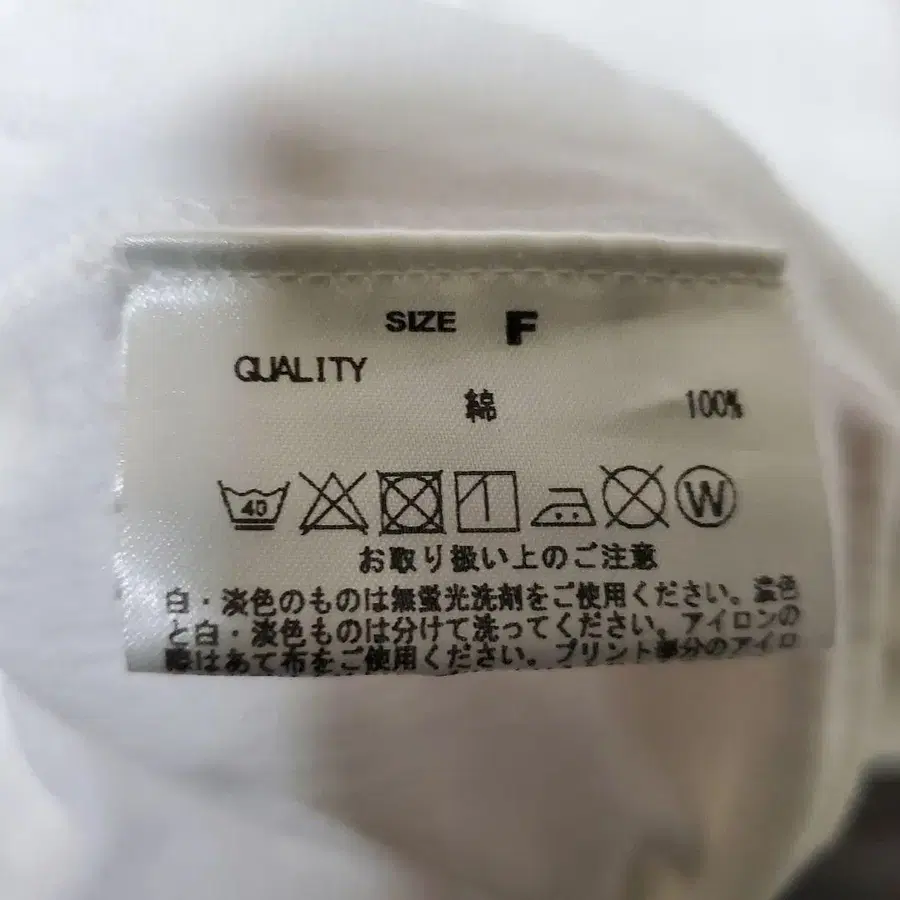 SIZE F
QUALITY
綿 100%
40 W
お取り扱い上のご注意
白・淡色のものは無蛍光洗剤をご使用ください。濃色
と白・淡色ものは分けて洗ってください。アイロンの
際はあて布をご使用ください。プリント部分のアイロ